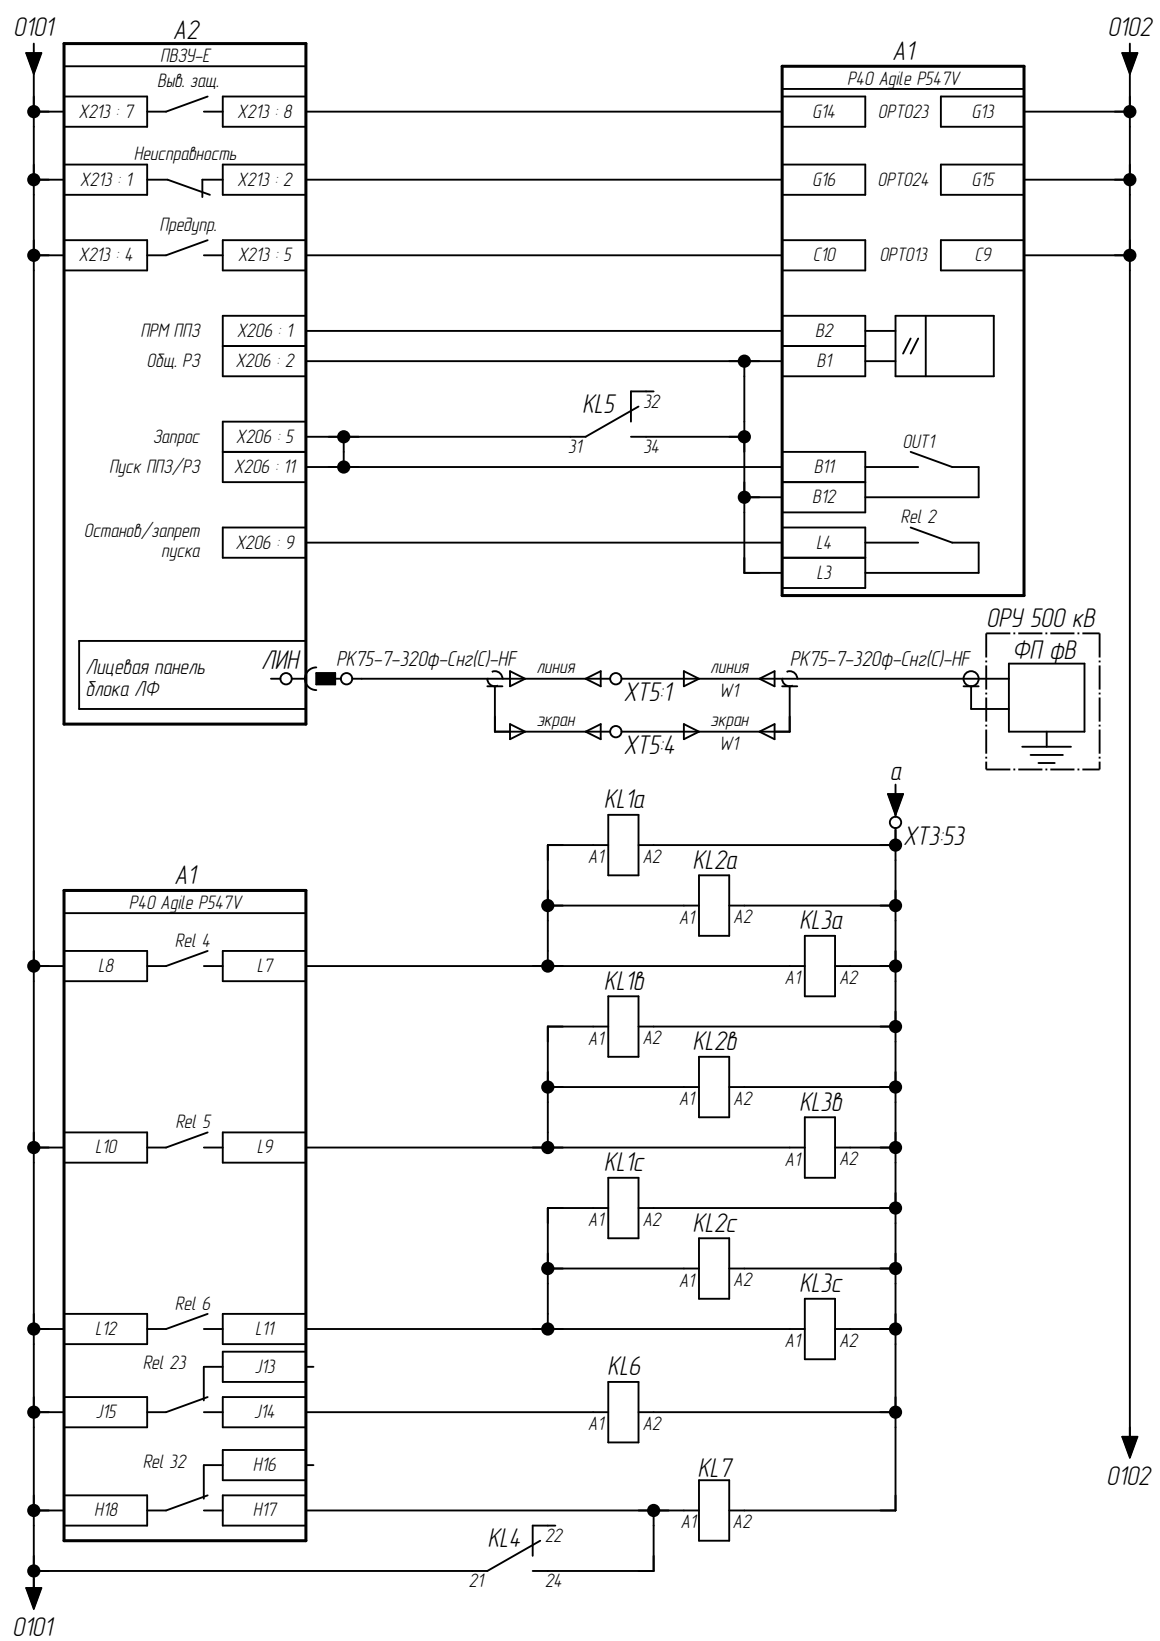 0101
0102
А2
ПВЗУ-Е
А1
P40 Agile P547V
Выв. защ.
X213 : 7
X213 : 8
G14
OPTO23
G13
Неисправность
X213 : 1
X213 : 2
G16
OPTO24
G15
Предупр.
X213 : 4
X213 : 5
C10
OPTO13
C9
ПРМ ППЗ
X206 : 1
B2
Общ. РЗ
X206 : 2
B1
KL5
32
31
34
Запрос
X206 : 5
OUT1
Пуск ППЗ/РЗ
X206 : 11
B11
B12
Rel 2
Останов/запрет
пуска
X206 : 9
L4
L3
ОРУ 500 кВ
ФП фВ
Лицевая панель
блока ЛФ
ЛИН
РК75-7-320ф-Снг(С)-HF
линия
XT5:1
линия
W1
РК75-7-320ф-Снг(С)-HF
экран
XT5:4
экран
W1
а
XT3:53
KL1a
A1
A2
KL2a
A1
A2
KL3a
A1
A2
А1
P40 Agile P547V
Rel 4
L8
L7
KL1в
A1
A2
KL2в
A1
A2
KL3в
A1
A2
Rel 5
L10
L9
KL1c
A1
A2
KL2c
A1
A2
KL3c
A1
A2
Rel 6
L12
L11
Rel 23
J13
J15
J14
KL6
A1
A2
Rel 32
H16
H18
H17
KL7
A1
A2
KL4
22
21
24
0101
0102